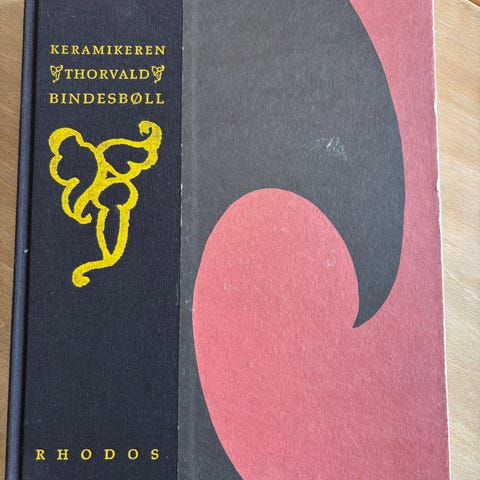 KERAMIKEREN
THORVALD
BINDESBØLL
RHODOS